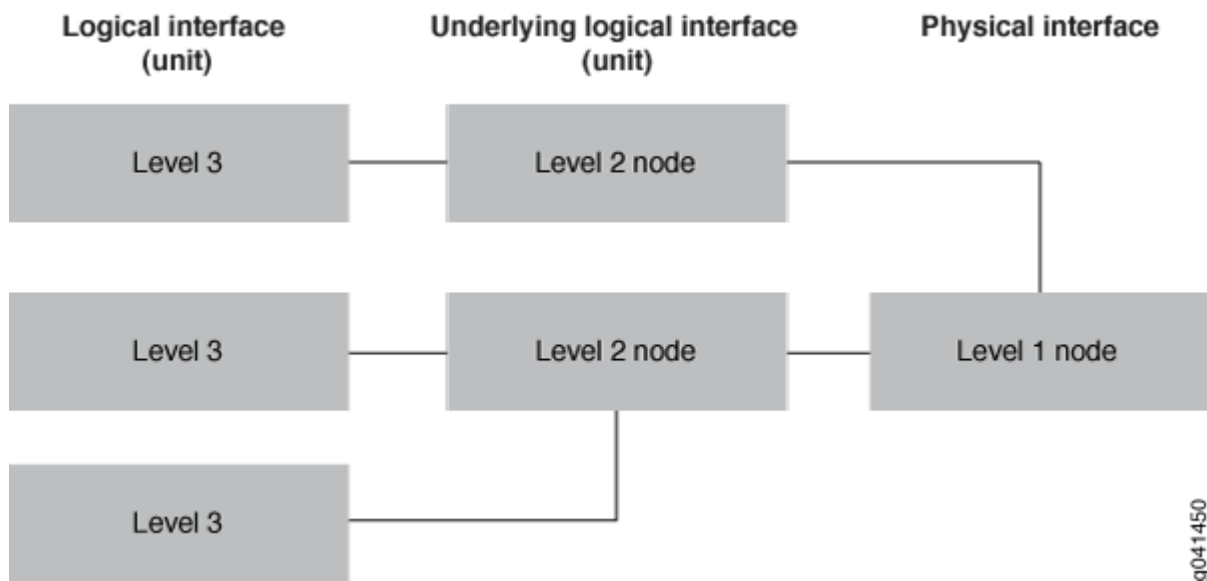 Logical interface
(unit)
Underlying logical interface
(unit)
Physical interface
Level 3
Level 2 node
Level 3
Level 2 node
Level 1 node
Level 3
g041450